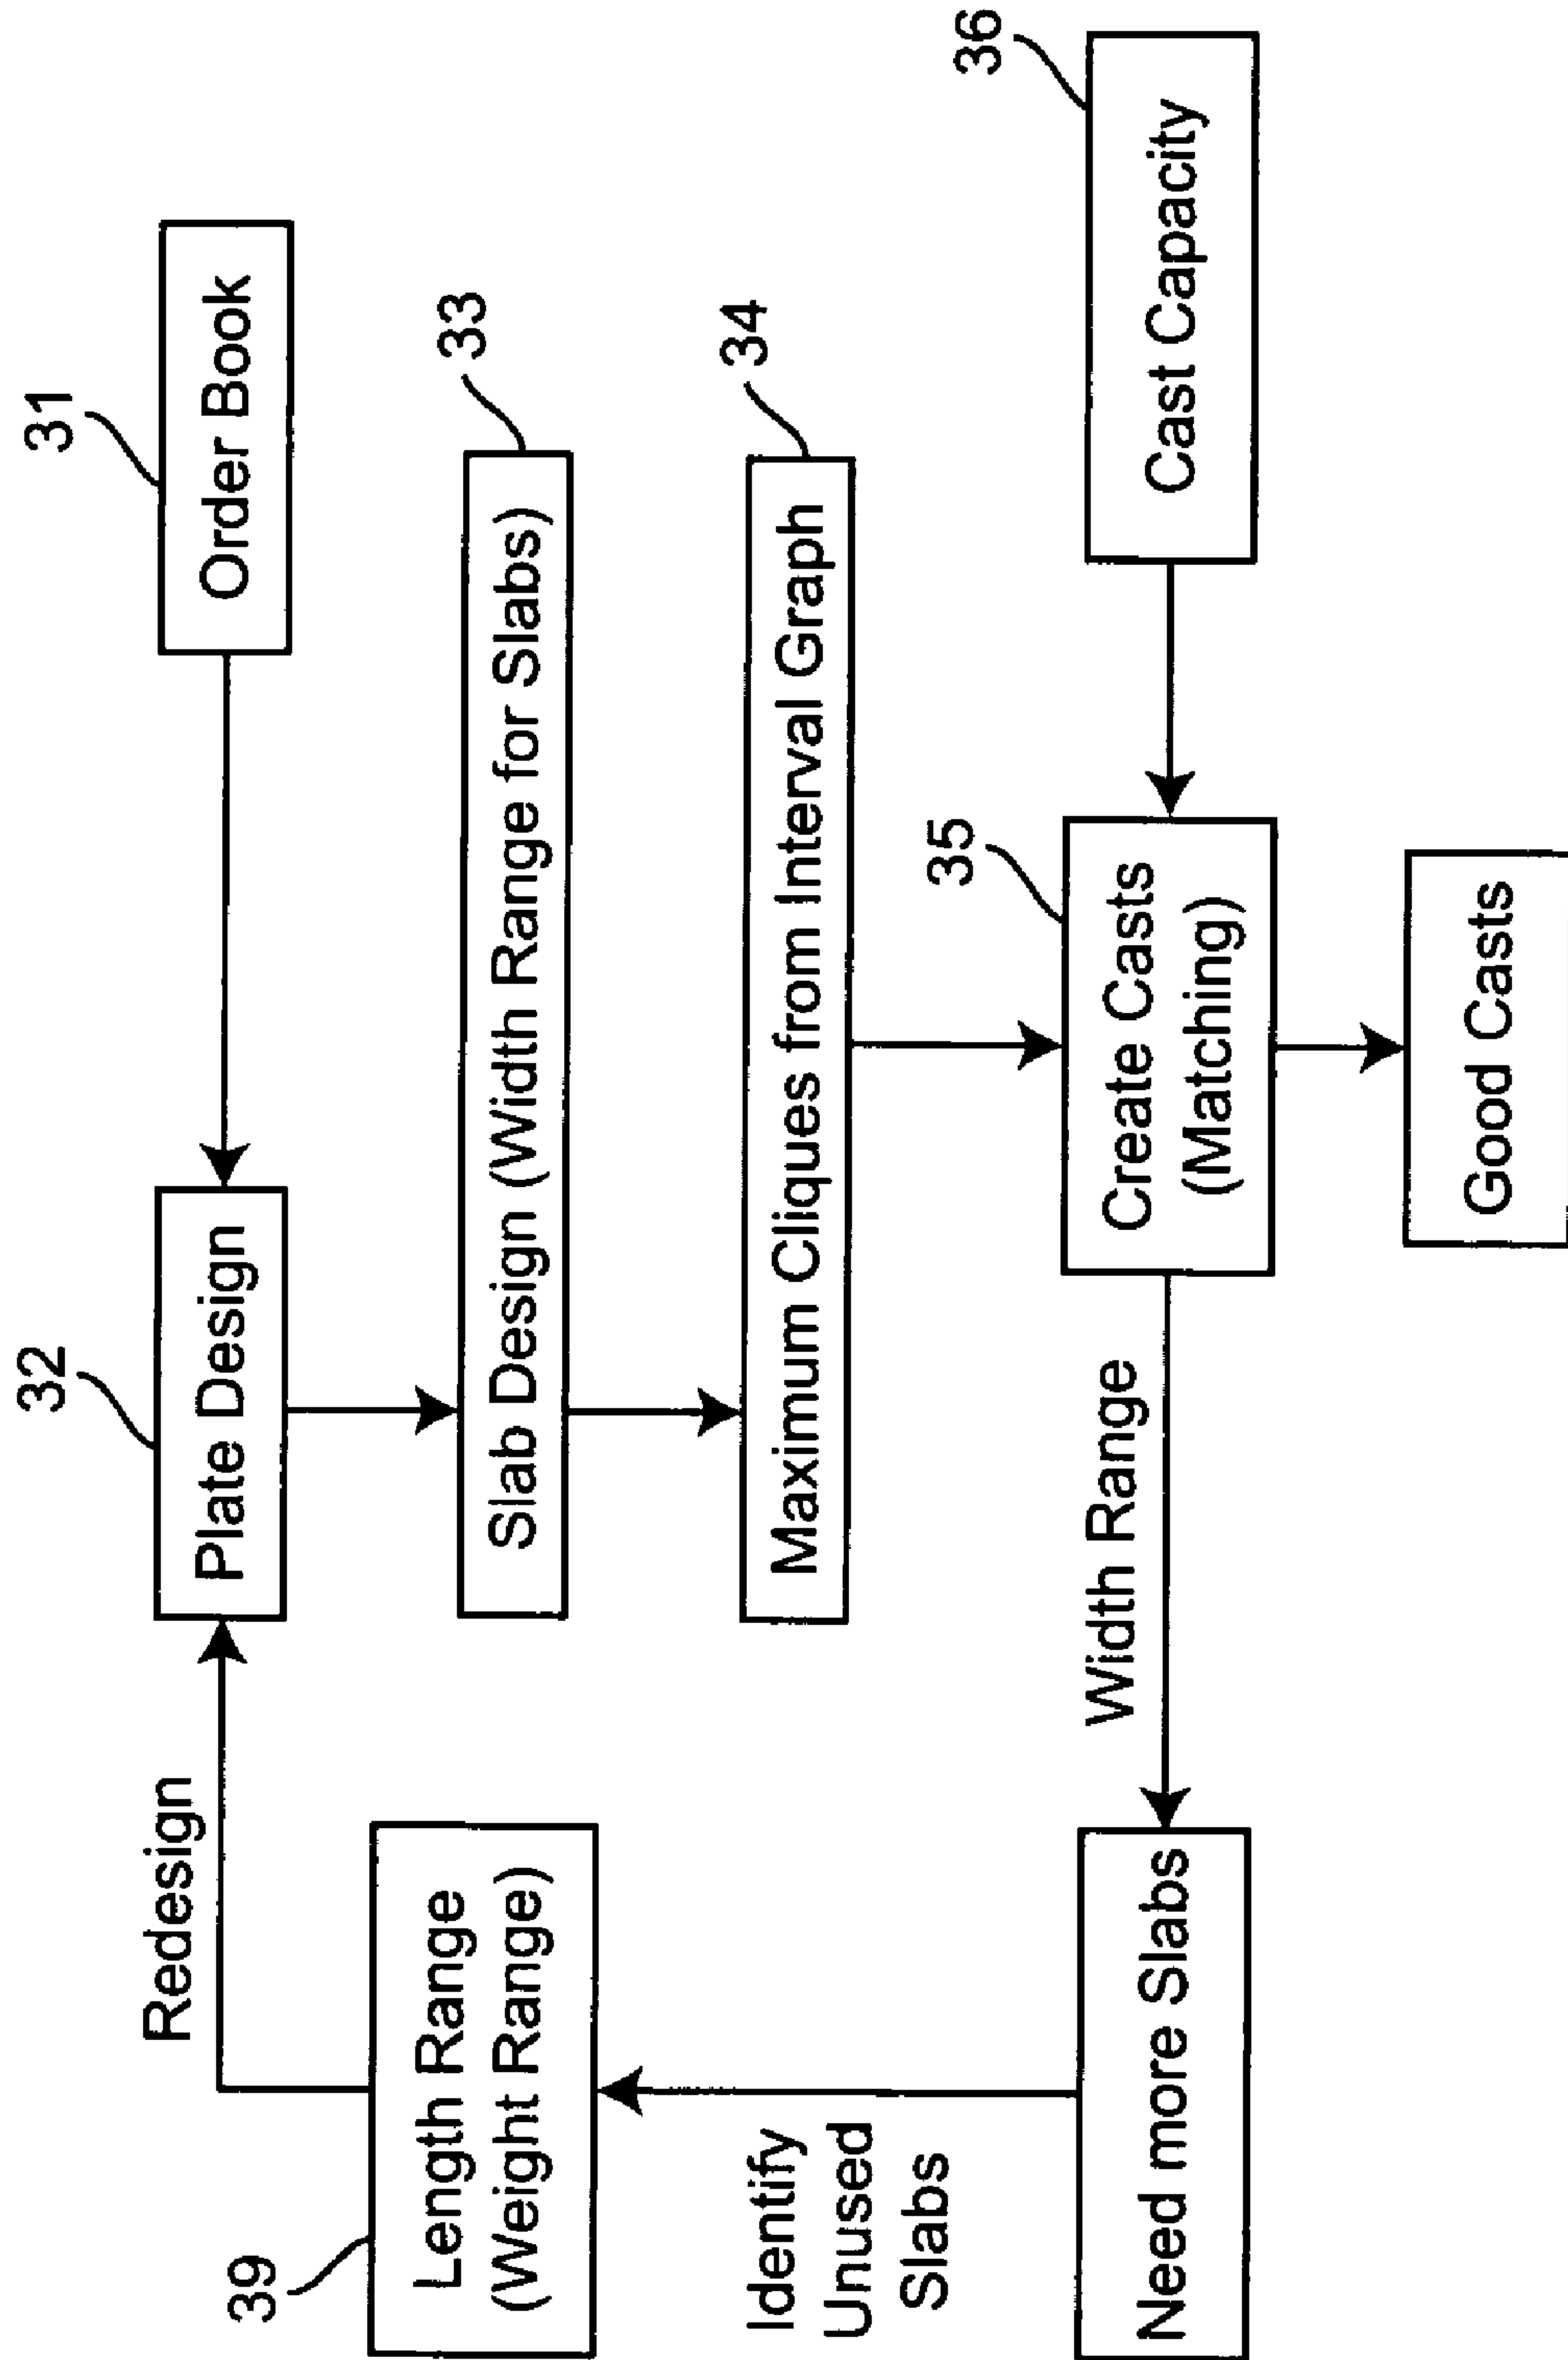 31
Order Book
32
Plate Design
Redesign
33
Slab Design (Width Range for Slabs)
39
Length Range
(Weight Range)
34
Maximum Cliques from Interval Graph
Identify
Unused
Slabs
36
Cast Capacity
35
Create Casts
(Matching)
Width Range
Need more Slabs
Good Casts